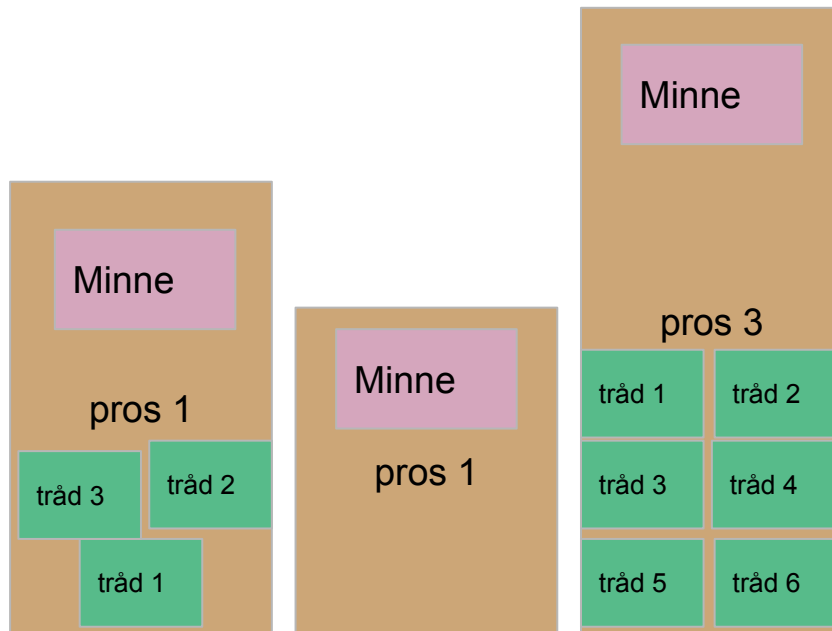 Minne
pros 1
tråd 3
tråd 2
tråd 1
Minne
pros 1
Minne
pros 3
tråd 1
tråd 2
tråd 3
tråd 4
tråd 5
tråd 6